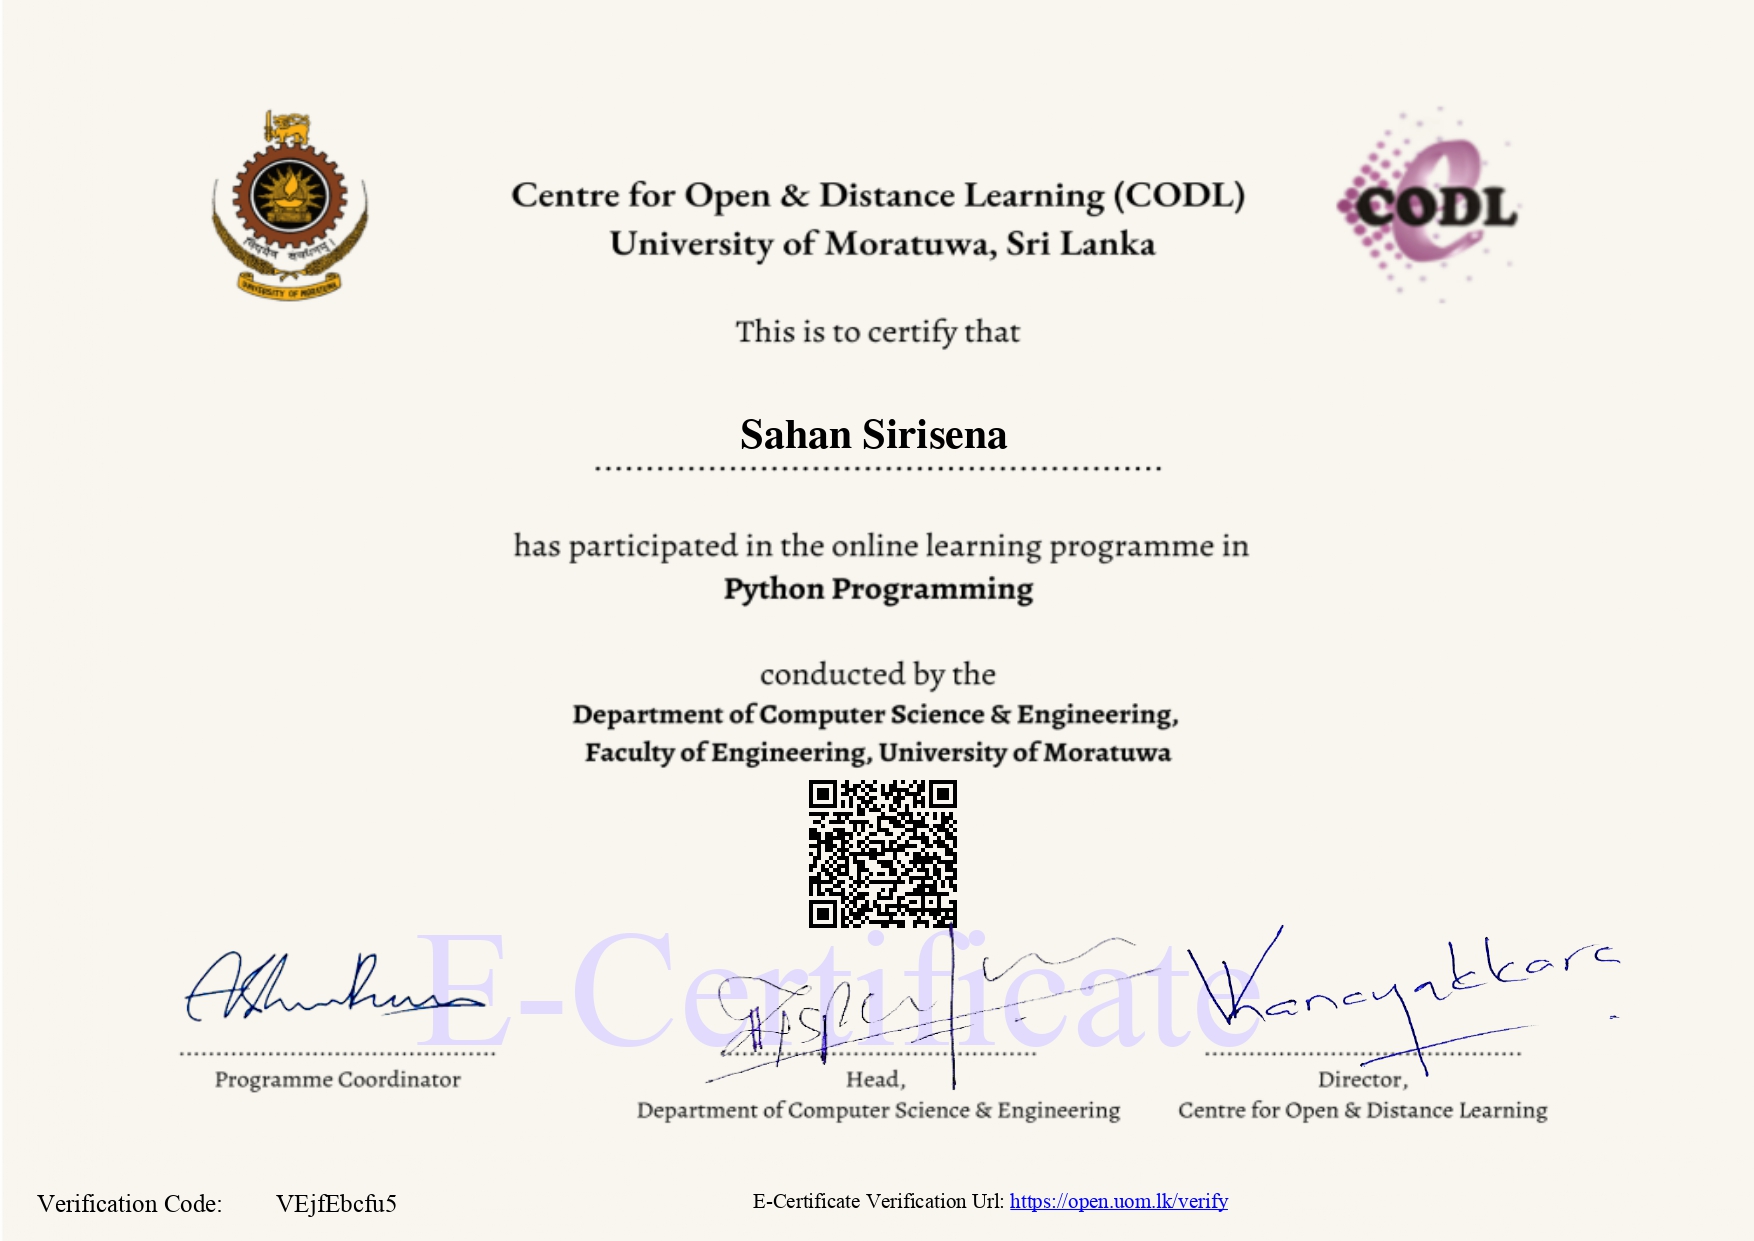 Centre for Open & Distance Learning (CODL)
University of Moratuwa, Sri Lanka
CODL
UNIVERSITY OF MORATUWA
This is to certify that
Sahan Sirisena
has participated in the online learning programme in
Python Programming
conducted by the
Department of Computer Science & Engineering,
Faculty of Engineering, University of Moratuwa
E-Certificate
Programme Coordinator
Head,
Department of Computer Science & Engineering
Director,
Centre for Open & Distance Learning
Verification Code: VEjfEbcfu5
E-Certificate Verification Url: https://open.uom.lk/verify